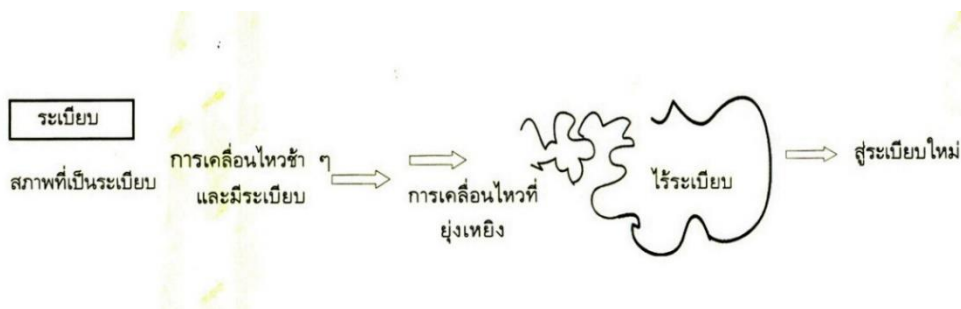 ระเบียบ
สภาพที่เป็นระเบียบ
การเคลื่อนไหวช้า ๆ
และมีระเบียบ
การเคลื่อนไหวที่
ยุ่งเหยิง
ไร้ระเบียบ
สู่ระเบียบใหม่